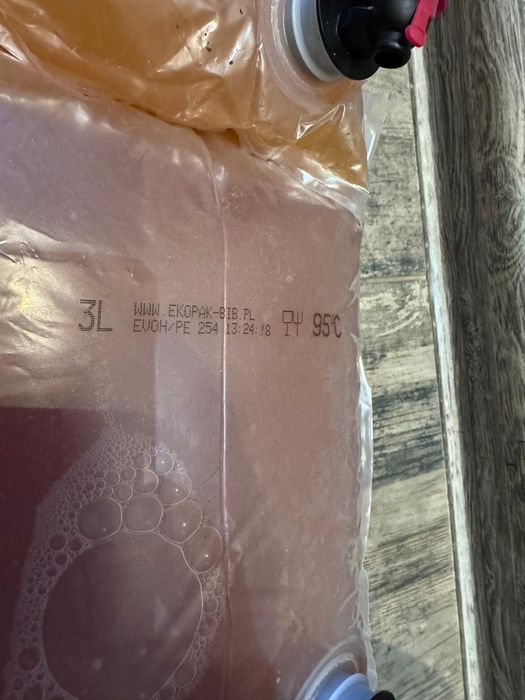 3L
WWW.EKOPAK-BIB.PL
EVOH/PE 254 13:24:18
95°C